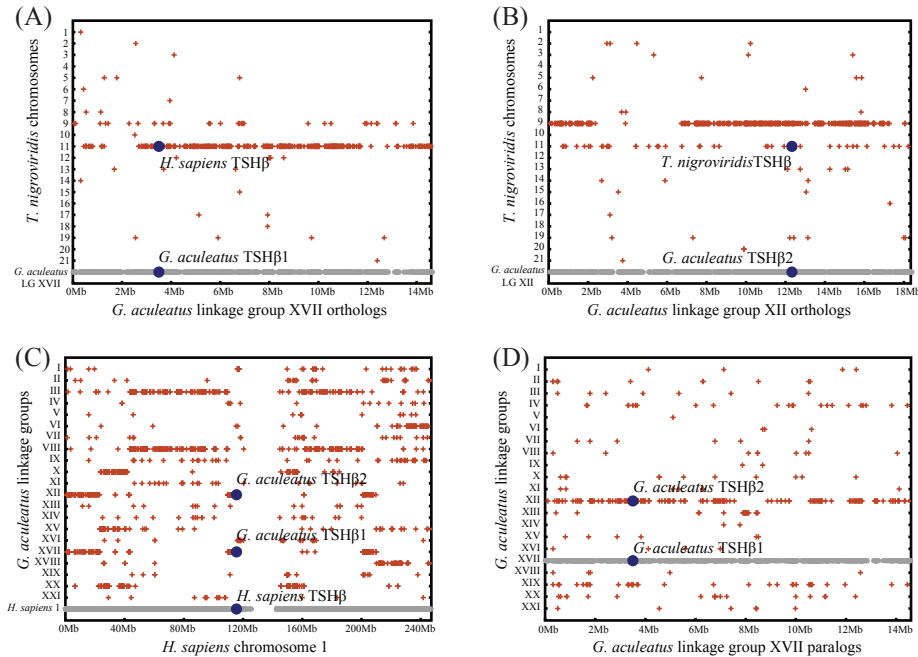 (A)
T. nigroviridis chromosomes
1
2
3
4
5
6
7
8
9
10
11
12
13
14
15
16
17
18
19
20
21
G. aculeatus
LG XVII
H. sapiens TSHβ
G. aculeatus TSHβ1
0Mb 2Mb 4Mb 6Mb 8Mb 10Mb 12Mb 14Mb
G. aculeatus linkage group XVII orthologs
(B)
T. nigroviridis chromosomes
1
2
3
4
5
6
7
8
9
10
11
12
13
14
15
16
17
18
19
20
21
G. aculeatus
LG XII
T. nigroviridisTSHβ
G. aculeatus TSHβ2
0Mb 2Mb 4Mb 6Mb 8Mb 10Mb 12Mb 14Mb 16Mb 18Mb
G. aculeatus linkage group XII orthologs
(C)
G. aculeatus linkage groups
I
II
III
IV
V
VI
VII
VIII
IX
X
XI
XII
XIII
XIV
XV
XVI
XVII
XVIII
XIX
XX
XXI
H. sapiens 1
G. aculeatus TSHβ2
G. aculeatus TSHβ1
H. sapiens TSHβ
0Mb 40Mb 80Mb 120Mb 160Mb 200Mb 240Mb
H. sapiens chromosome 1
(D)
G. aculeatus linkage groups
I
II
III
IV
V
VI
VII
VIII
IX
X
XI
XII
XIII
XIV
XV
XVI
XVII
XVIII
XIX
XX
XXI
G. aculeatus TSHβ2
G. aculeatus TSHβ1
0Mb 2Mb 4Mb 6Mb 8Mb 10Mb 12Mb 14Mb
G. aculeatus linkage group XVII paralogs